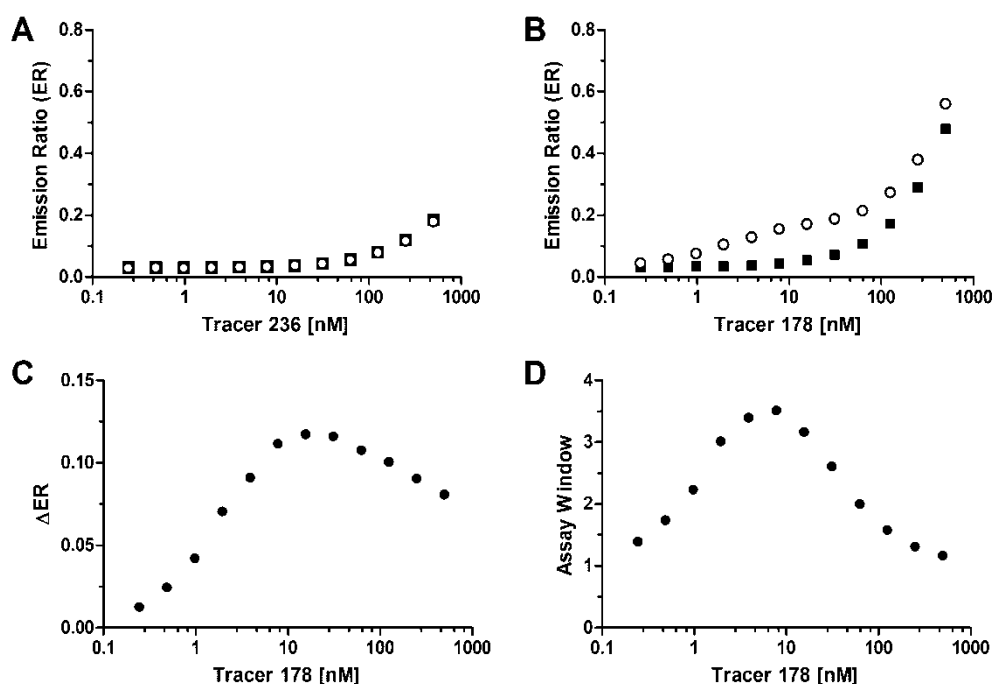 A
B
Emission Ratio (ER)
0.8
0.6
0.4
0.2
0.0
0.1 1 10 100 1000
Tracer 236 [nM]
Emission Ratio (ER)
0.8
0.6
0.4
0.2
0.0
0.1 1 10 100 1000
Tracer 178 [nM]
C
D
ΔER
0.15
0.10
0.05
0.00
0.1 1 10 100 1000
Tracer 178 [nM]
Assay Window
4
3
2
1
0
0.1 1 10 100 1000
Tracer 178 [nM]